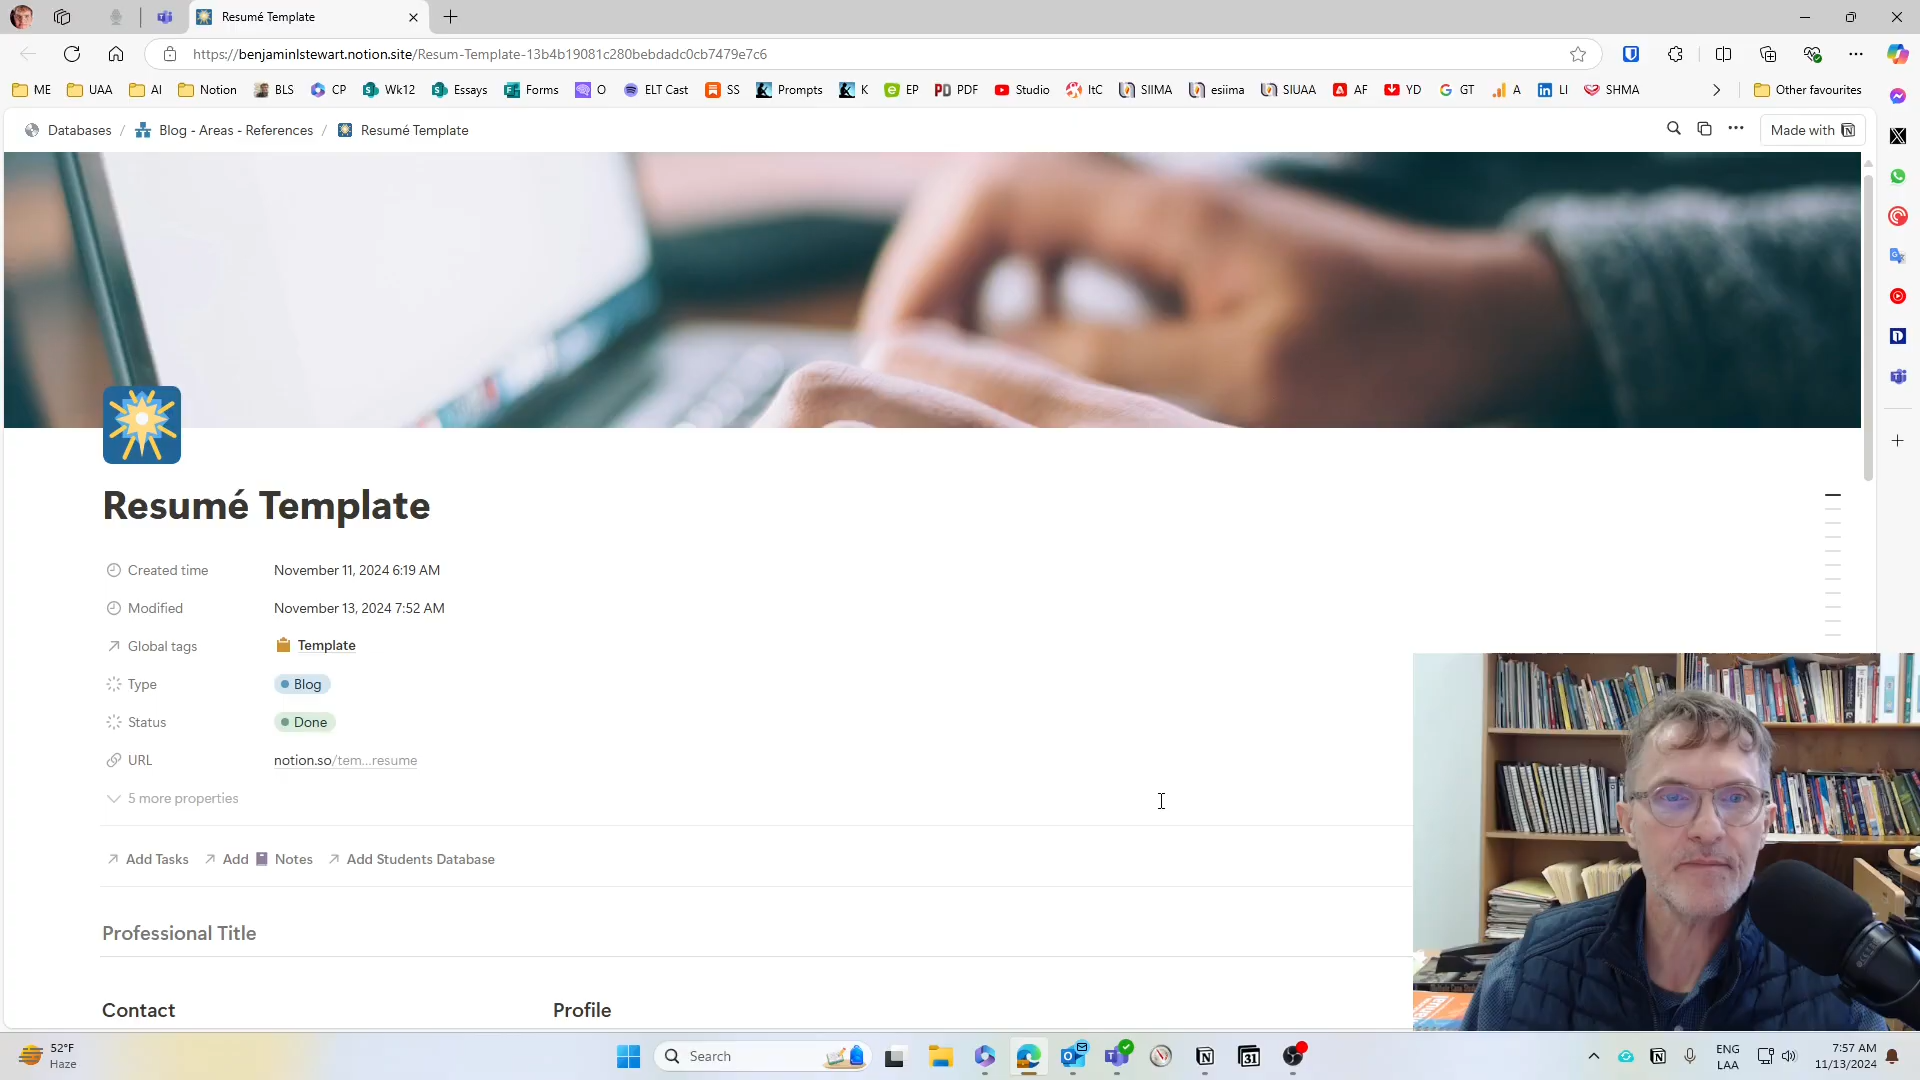 Resumé Template
https://benjaminlstewart.notion.site/Resum-Template-13b4b19081c280bebdadc0cb7479e7c6
ME UAA AI Notion BLS CP Wk12 Essays Forms O ELT Cast SS Prompts K EP PDF Studio ItC SIIMA esiima SIUAA AF YD GT A LI SHMA Other favourites
Databases / Blog - Areas - References / Resumé Template
Made with
Resumé Template
Created time November 11, 2024 6:19 AM
Modified November 13, 2024 7:52 AM
Global tags Template
Type Blog
Status Done
URL notion.so/tem...resume
5 more properties
Add Tasks Add Notes Add Students Database
Professional Title
Contact Profile
52°F
Haze
Search
31
ENG
LAA
7:57 AM
11/13/2024